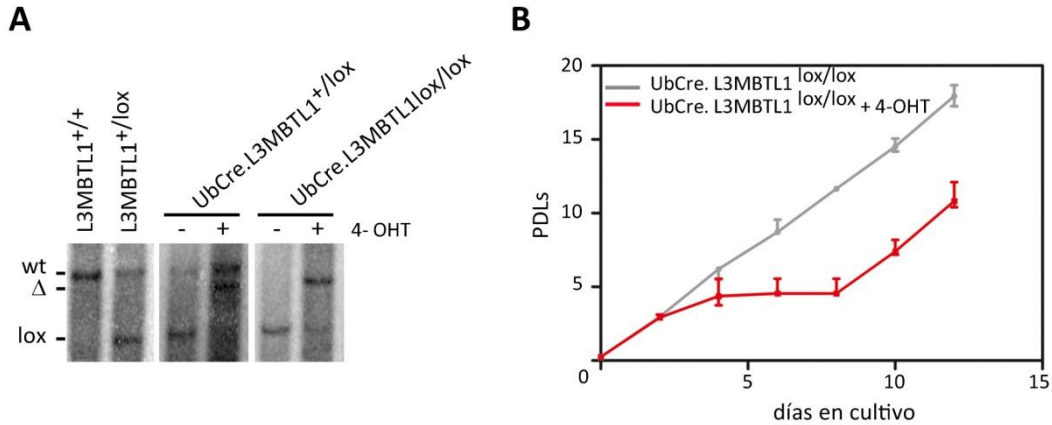 A
L3MBTL1+/+
L3MBTL1+/lox
UbCre.L3MBTL1+/lox
UbCre.L3MBTL1lox/lox
- + - + 4- OHT
wt
Δ
lox
B
UbCre. L3MBTL1 lox/lox
UbCre. L3MBTL1 lox/lox + 4-OHT
PDLs
20
15
10
5
0
5 10 15
días en cultivo